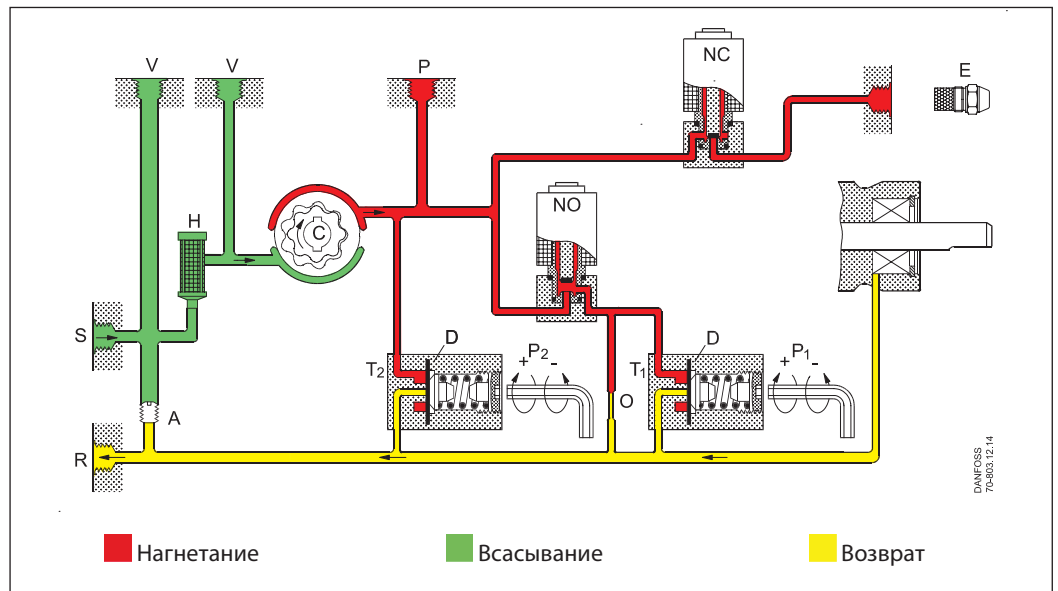 V V P NC E
NO
H
C
S
D + P2 - D + P1 -
T2 T1
O
A
R
DANFOSS
70-803.12.14
Нагнетание Всасывание Возврат